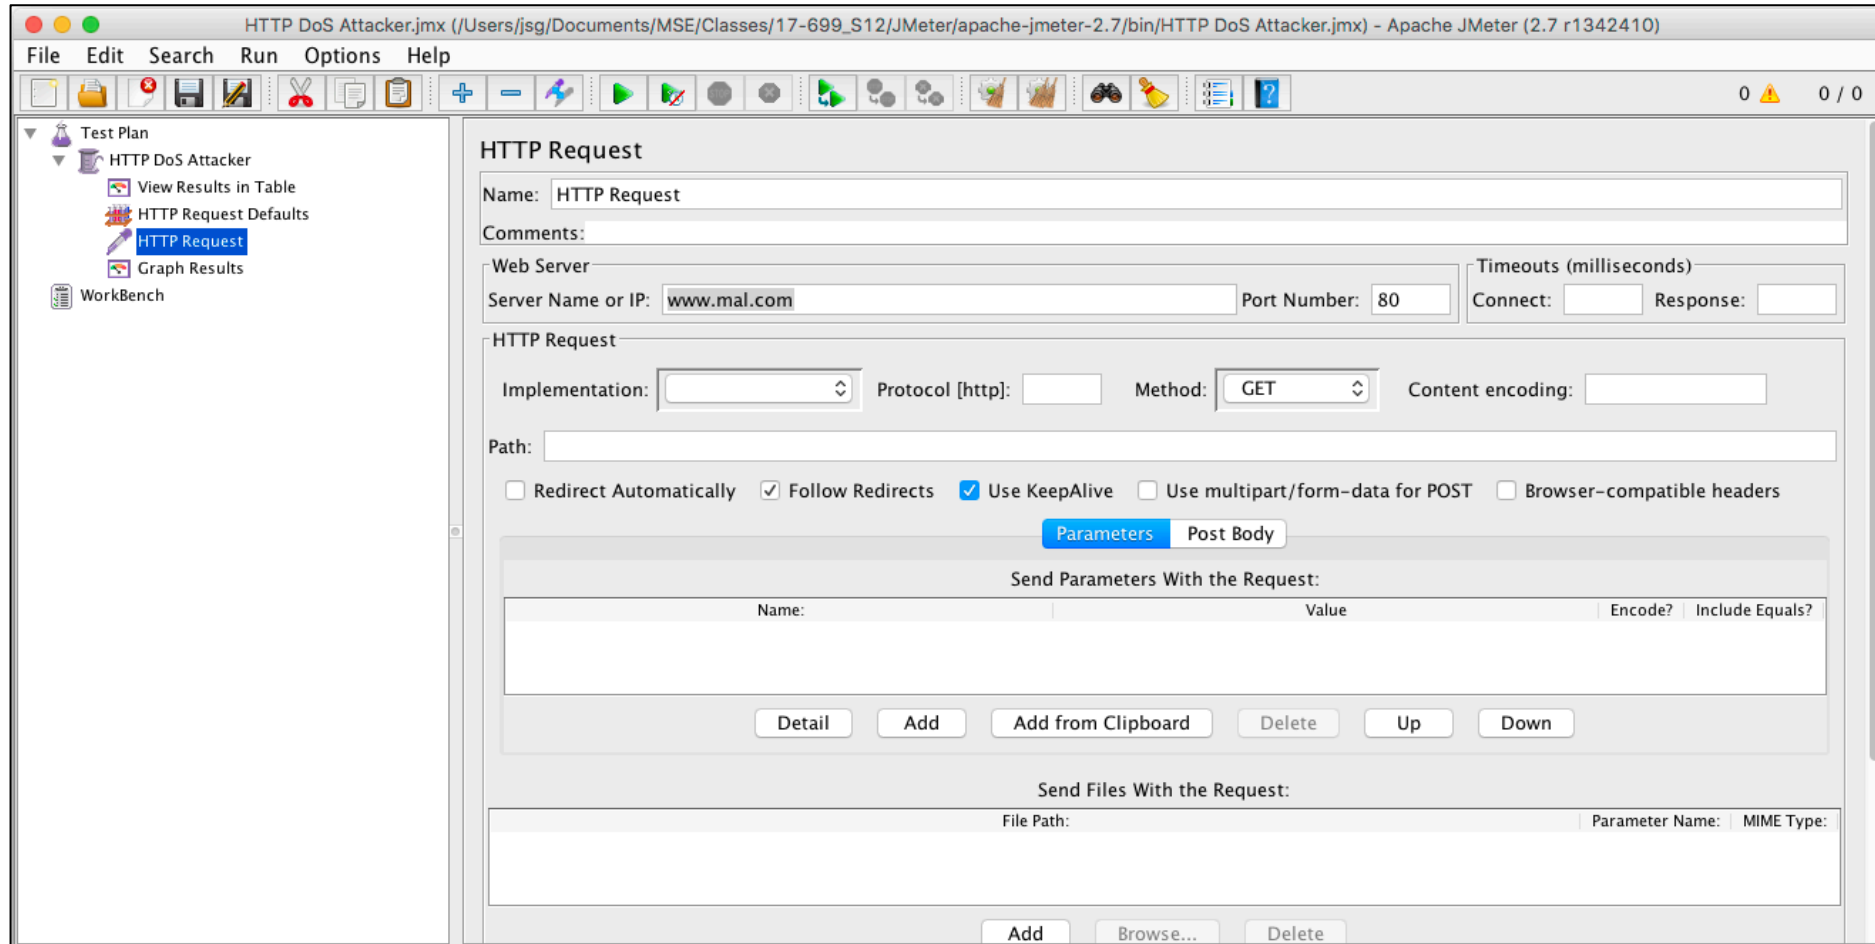 HTTP DoS Attacker.jmx (/Users/jsg/Documents/MSE/Classes/17-699_S12/JMeter/apache-jmeter-2.7/bin/HTTP DoS Attacker.jmx) - Apache JMeter (2.7 r1342410)
File Edit Search Run Options Help
0 0 / 0
Test Plan
HTTP DoS Attacker
View Results in Table
HTTP Request Defaults
HTTP Request
Graph Results
WorkBench
HTTP Request
Name: HTTP Request
Comments:
Web Server
Server Name or IP: www.mal.com Port Number: 80
Timeouts (milliseconds)
Connect: Response:
HTTP Request
Implementation: Protocol [http]: Method: GET Content encoding:
Path:
Redirect Automatically Follow Redirects Use KeepAlive Use multipart/form-data for POST Browser-compatible headers
Parameters Post Body
Send Parameters With the Request:
Name: Value Encode? Include Equals?
Detail Add Add from Clipboard Delete Up Down
Send Files With the Request:
File Path: Parameter Name: MIME Type:
Add Browse... Delete